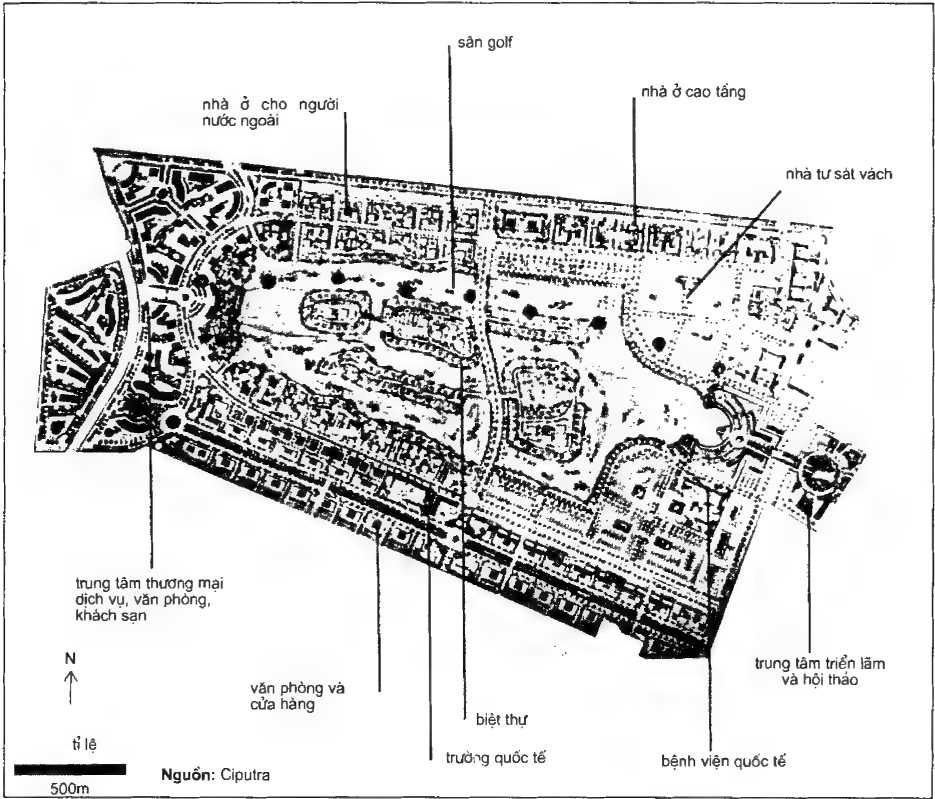 sân golf
nhà ở cho người
nước ngoài
nhà ở cao tầng
nhà tư sát vách
trung tâm thương mại
dịch vụ, văn phòng,
khách sạn
N
văn phòng và
cửa hàng
biệt thự
trường quốc tế
bệnh viện quốc tế
trung tâm triển lãm
và hội thảo
tỉ lệ
500m
Nguồn: Ciputra